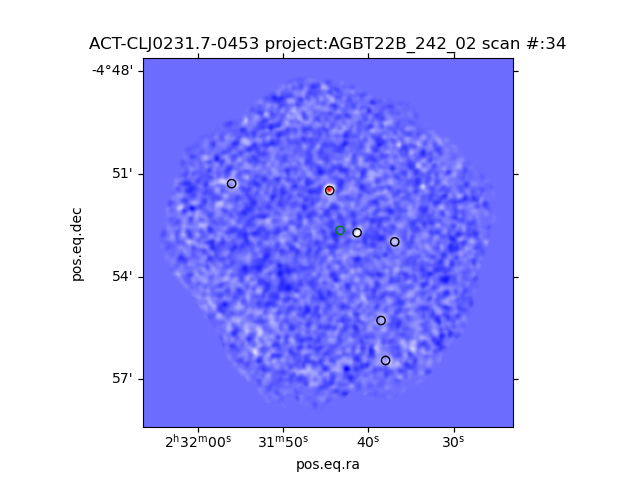 ACT-CLJ0231.7-0453 project:AGBT22B_242_02 scan #:34
-4°48'
51'
54'
57'
pos.eq.dec
2ʰ32ᵐ00ˢ 31ᵐ50ˢ 40ˢ 30ˢ
pos.eq.ra